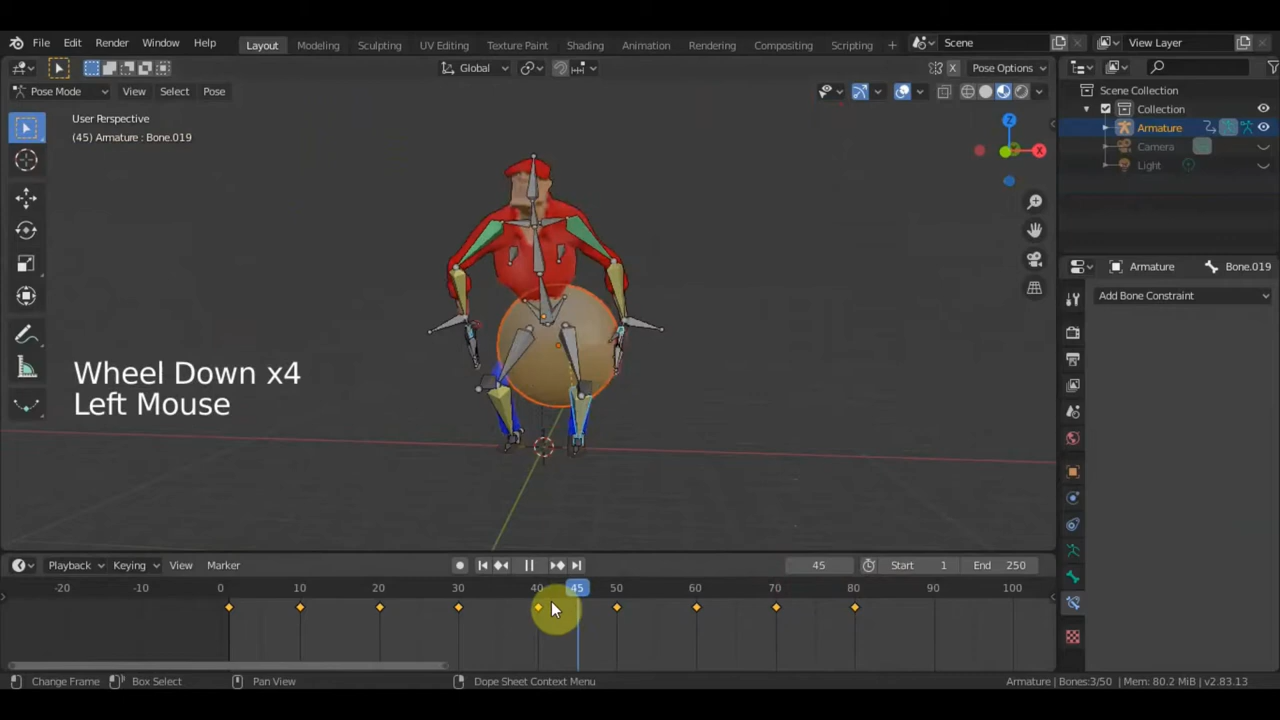 File Edit Render Window Help Layout Modeling Sculpting UV Editing Texture Paint Shading Animation Rendering Compositing Scripting + Scene View Layer
Global X Pose Options
Pose Mode View Select Pose
User Perspective
(45) Armature : Bone.019
Z
X
Scene Collection
Collection
Armature
Camera
Light
Armature Bone.019
Add Bone Constraint
Wheel Down x4
Left Mouse
Playback Keying View Marker 45 Start 1 End 250
-20 -10 0 10 20 30 40 45 50 60 70 80 90 100
Change Frame Box Select Pan View Dope Sheet Context Menu Armature | Bones:3/50 | Mem: 80.2 MiB | v2.83.13